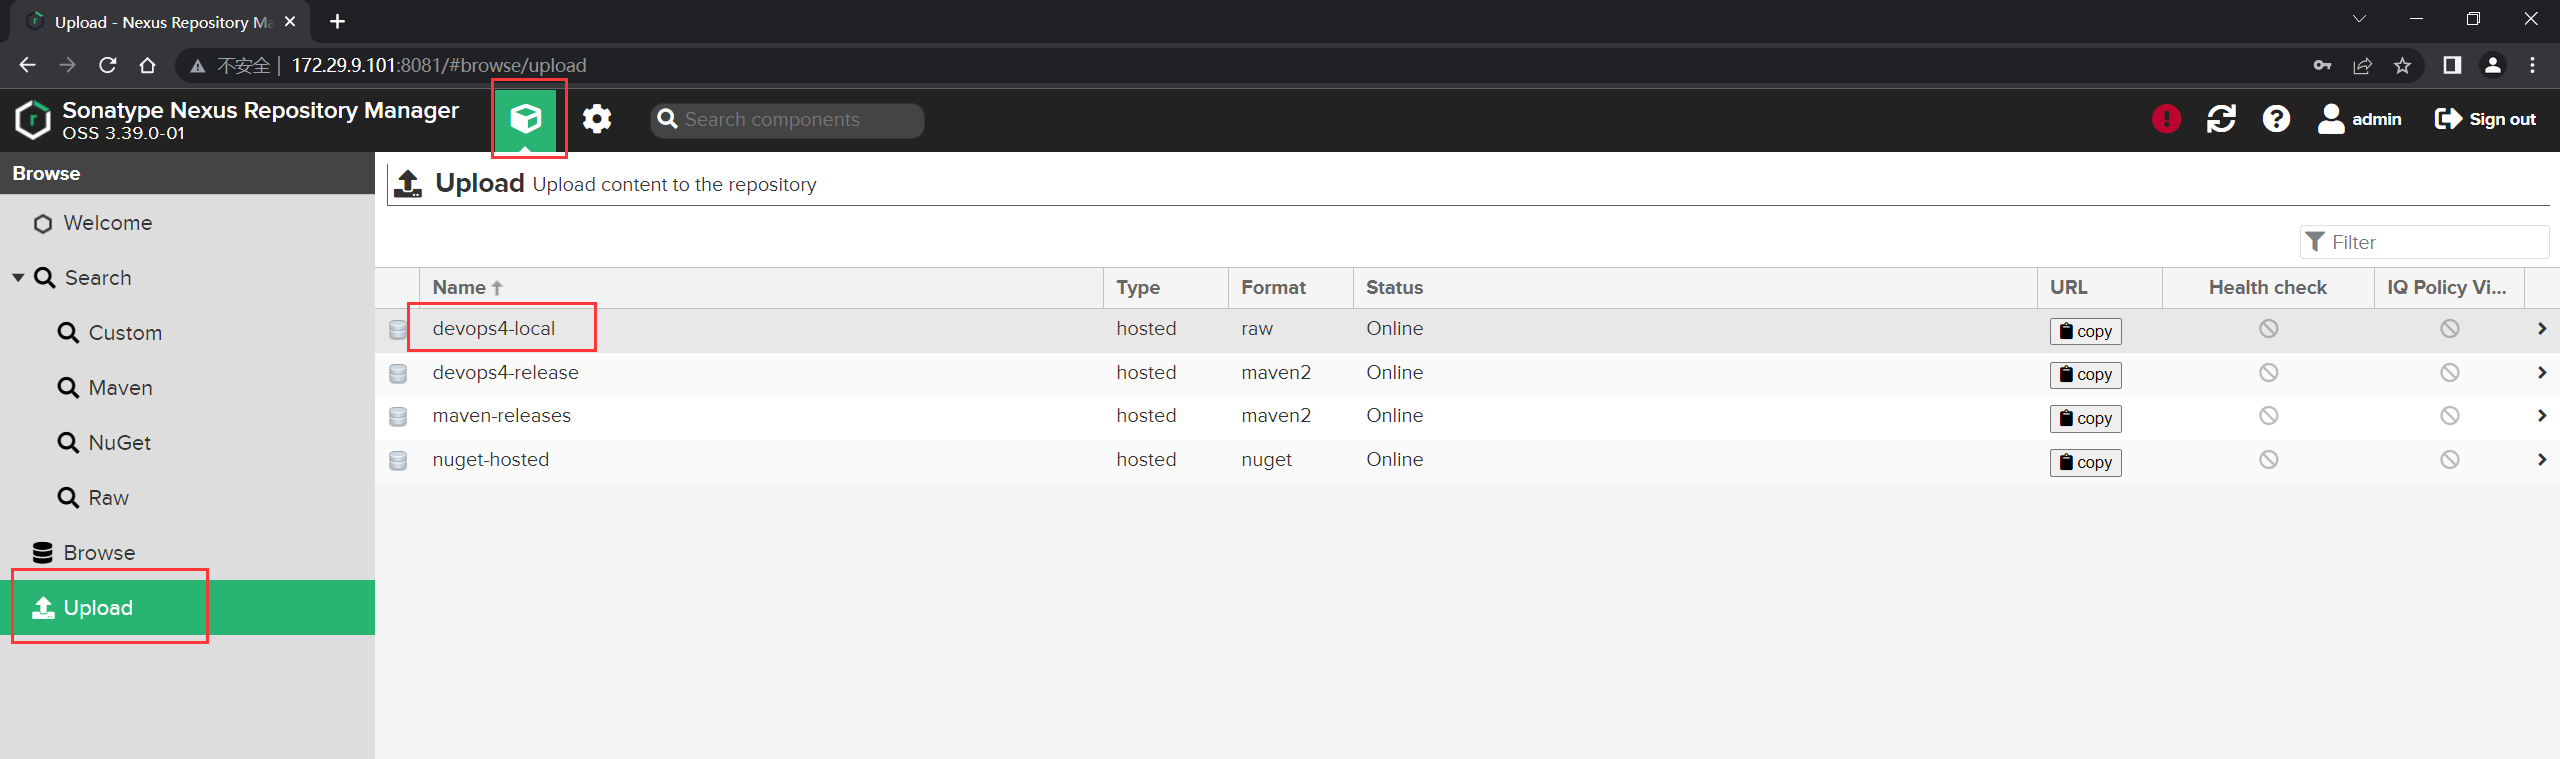 Upload - Nexus Repository Ma
不安全 172.29.9.101:8081/#browse/upload
Sonatype Nexus Repository Manager
OSS 3.39.0-01
Search components
admin
Sign out
Browse
Welcome
Search
Custom
Maven
NuGet
Raw
Browse
Upload
Upload Upload content to the repository
Filter
Name Type Format Status URL Health check IQ Policy Vi...
devops4-local hosted raw Online copy
devops4-release hosted maven2 Online copy
maven-releases hosted maven2 Online copy
nuget-hosted hosted nuget Online copy